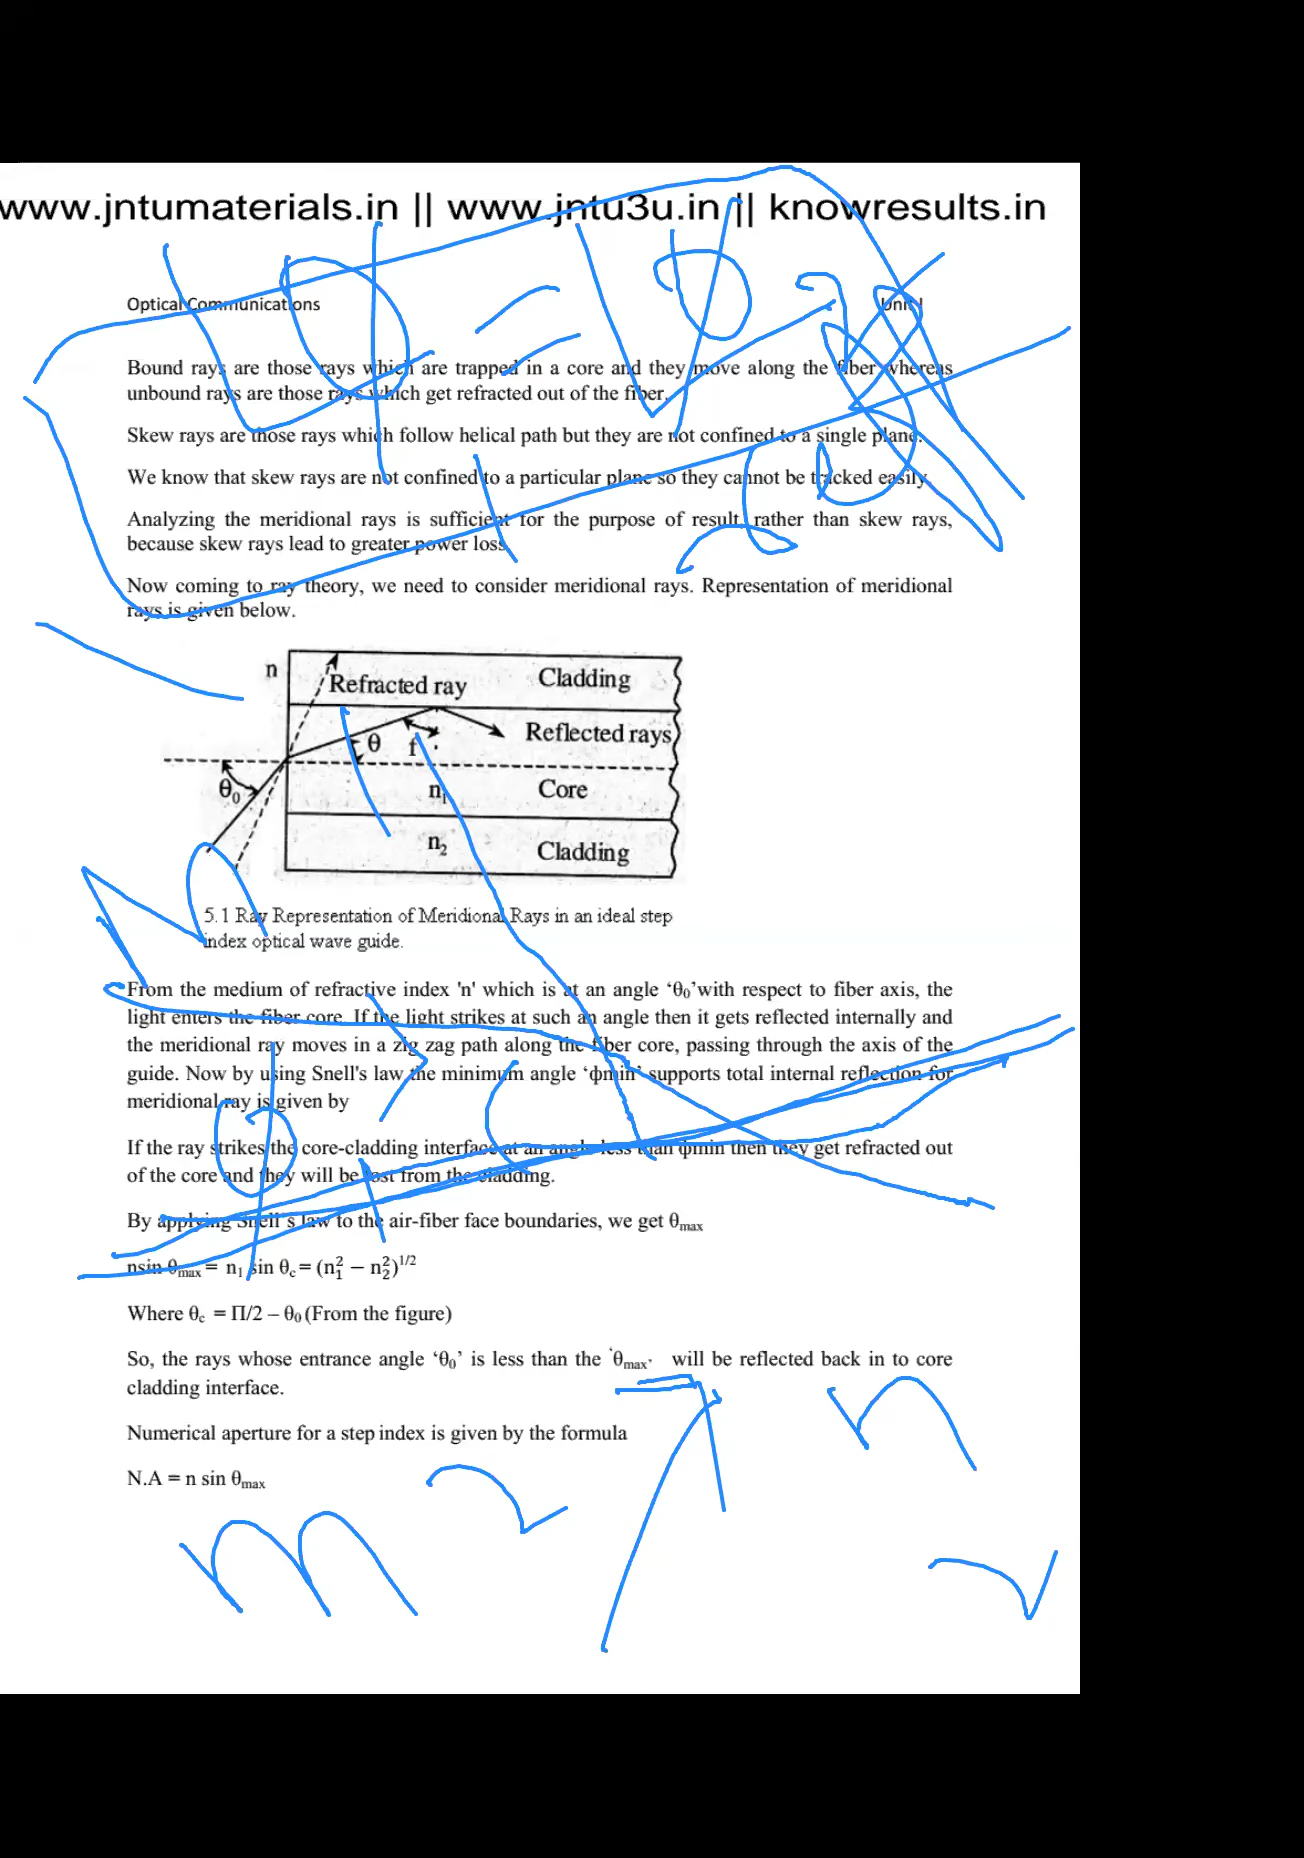 www.jntumaterials.in || www.jntu3u.in || knowresults.in
Optical Communications Unit I
Bound rays are those rays which are trapped in a core and they move along the fiber whereas
unbound rays are those rays which get refracted out of the fiber.
Skew rays are those rays which follow helical path but they are not confined to a single plane.
We know that skew rays are not confined to a particular plane so they cannot be tracked easily.
Analyzing the meridional rays is sufficient for the purpose of result, rather than skew rays,
because skew rays lead to greater power loss.
Now coming to ray theory, we need to consider meridional rays. Representation of meridional
rays is given below.
n
Cladding
Refracted ray
Reflected rays
θ f
θ₀
n₁ Core
n₂ Cladding
5.1 Ray Representation of Meridional Rays in an ideal step
index optical wave guide.
From the medium of refractive index 'n' which is at an angle ‘θ₀’with respect to fiber axis, the
light enters the fiber core. If the light strikes at such an angle then it gets reflected internally and
the meridional ray moves in a zig zag path along the fiber core, passing through the axis of the
guide. Now by using Snell's law the minimum angle ‘ϕmin’ supports total internal reflection for
meridional ray is given by
If the ray strikes the core-cladding interface at an angle less than ϕmin then they get refracted out
of the core and they will be lost from the cladding.
By applying Snell’s law to the air-fiber face boundaries, we get θmax
nsin θmax = n₁ sin θc = (n₁² − n₂²)^1/2
Where θc = Π/2 – θ₀ (From the figure)
So, the rays whose entrance angle ‘θ₀’ is less than the ‘θmax’ will be reflected back in to core
cladding interface.
Numerical aperture for a step index is given by the formula
N.A = n sin θmax